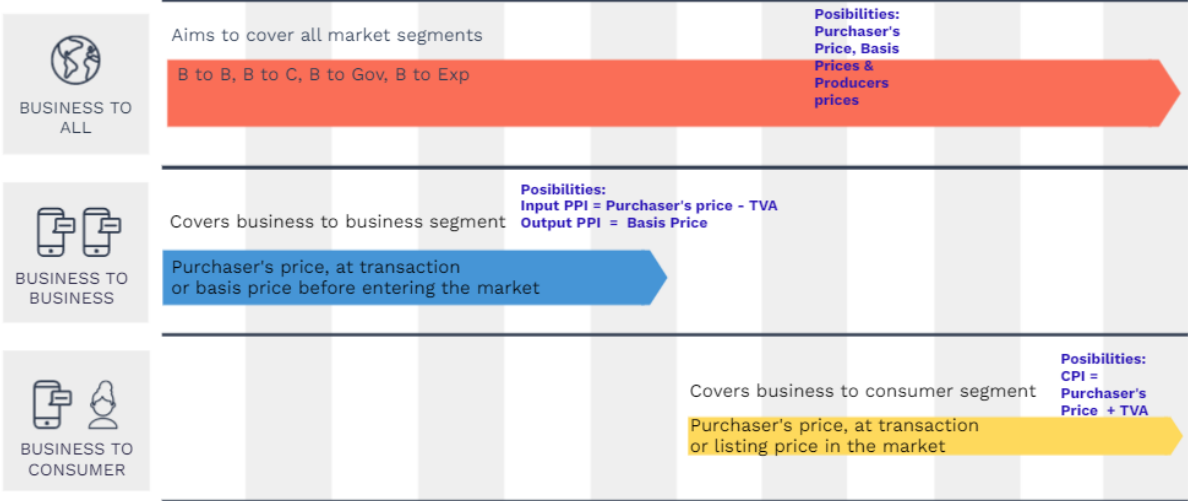 Aims to cover all market segments
Posibilities:
Purchaser's
Price, Basis
Prices &
Producers
prices
B to B, B to C, B to Gov, B to Exp
BUSINESS TO
ALL
Covers business to business segment
Posibilities:
Input PPI = Purchaser's price - TVA
Output PPI = Basis Price
Purchaser's price, at transaction
or basis price before entering the market
BUSINESS TO
BUSINESS
Covers business to consumer segment
Posibilities:
CPI =
Purchaser's
Price + TVA
Purchaser's price, at transaction
or listing price in the market
BUSINESS TO
CONSUMER